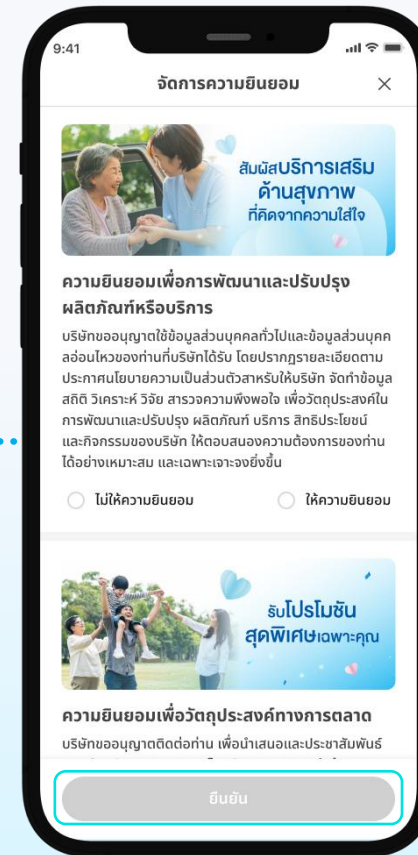 9:41
จัดการความยินยอม
สัมผัสบริการเสริม
ด้านสุขภาพ
ที่คิดจากความใส่ใจ
ความยินยอมเพื่อการพัฒนาและปรับปรุง
ผลิตภัณฑ์หรือบริการ
บริษัทขออนุญาตใช้ข้อมูลส่วนบุคคลทั่วไปและข้อมูลส่วนบุคค
ลอ่อนไหวของท่านที่บริษัทได้รับ โดยปรากฏรายละเอียดตาม
ประกาศนโยบายความเป็นส่วนตัวสำหรับให้บริษัท จัดทำข้อมูล
สถิติ วิเคราะห์ วิจัย สารวจความพึงพอใจ เพื่อวัตถุประสงค์ใน
การพัฒนาและปรับปรุง ผลิตภัณฑ์ บริการ สิทธิประโยชน์
และกิจกรรมของบริษัท ให้ตอบสนองความต้องการของท่าน
ได้อย่างเหมาะสม และเฉพาะเจาะจงยิ่งขึ้น
ไม่ให้ความยินยอม
ให้ความยินยอม
รับโปรโมชัน
สุดพิเศษเฉพาะคุณ
ความยินยอมเพื่อวัตถุประสงค์ทางการตลาด
บริษัทขออนุญาตติดต่อท่าน เพื่อนำเสนอและประชาสัมพันธ์
ยืนยัน